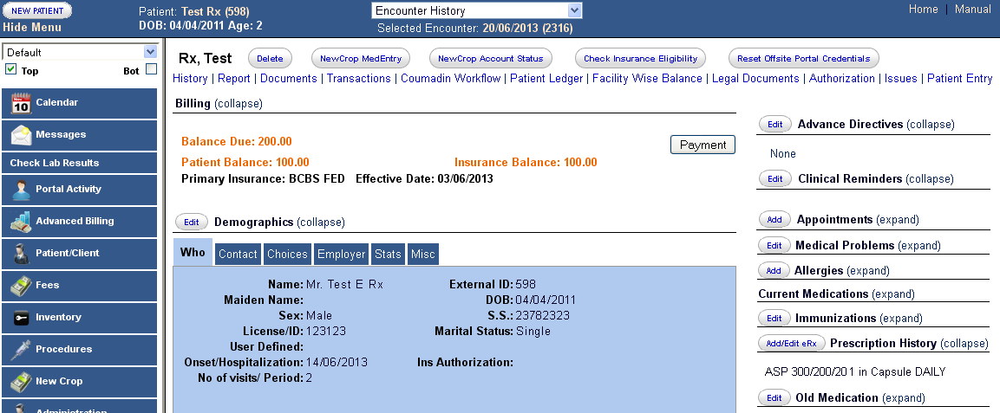 NEW PATIENT
Hide Menu
Patient: Test Rx (598)
DOB: 04/04/2011 Age: 2
Encounter History
Selected Encounter: 20/06/2013 (2316)
Home | Manual
Default
Top Bot
Calendar
Messages
Check Lab Results
Portal Activity
Advanced Billing
Patient/Client
Fees
Inventory
Procedures
New Crop
Administration
Rx, Test Delete NewCrop MedEntry NewCrop Account Status Check Insurance Eligibility Reset Offsite Portal Credentials
History | Report | Documents | Transactions | Coumadin Workflow | Patient Ledger | Facility Wise Balance | Legal Documents | Authorization | Issues | Patient Entry
Billing (collapse)
Balance Due: 200.00
Payment
Patient Balance: 100.00 Insurance Balance: 100.00
Primary Insurance: BCBS FED Effective Date: 03/06/2013
Edit Demographics (collapse)
Who Contact Choices Employer Stats Misc
Name: Mr. Test E Rx External ID: 598
Maiden Name: DOB: 04/04/2011
Sex: Male S.S.: 23782323
License/ID: 123123 Marital Status: Single
User Defined:
Onset/Hospitalization: 14/06/2013 Ins Authorization:
No of visits/ Period: 2
Edit Advance Directives (collapse)
None
Edit Clinical Reminders (collapse)
Add Appointments (expand)
Edit Medical Problems (expand)
Add Allergies (expand)
Current Medications (expand)
Edit Immunizations (expand)
Add/Edit eRx Prescription History (collapse)
ASP 300/200/201 in Capsule DAILY
Edit Old Medication (expand)